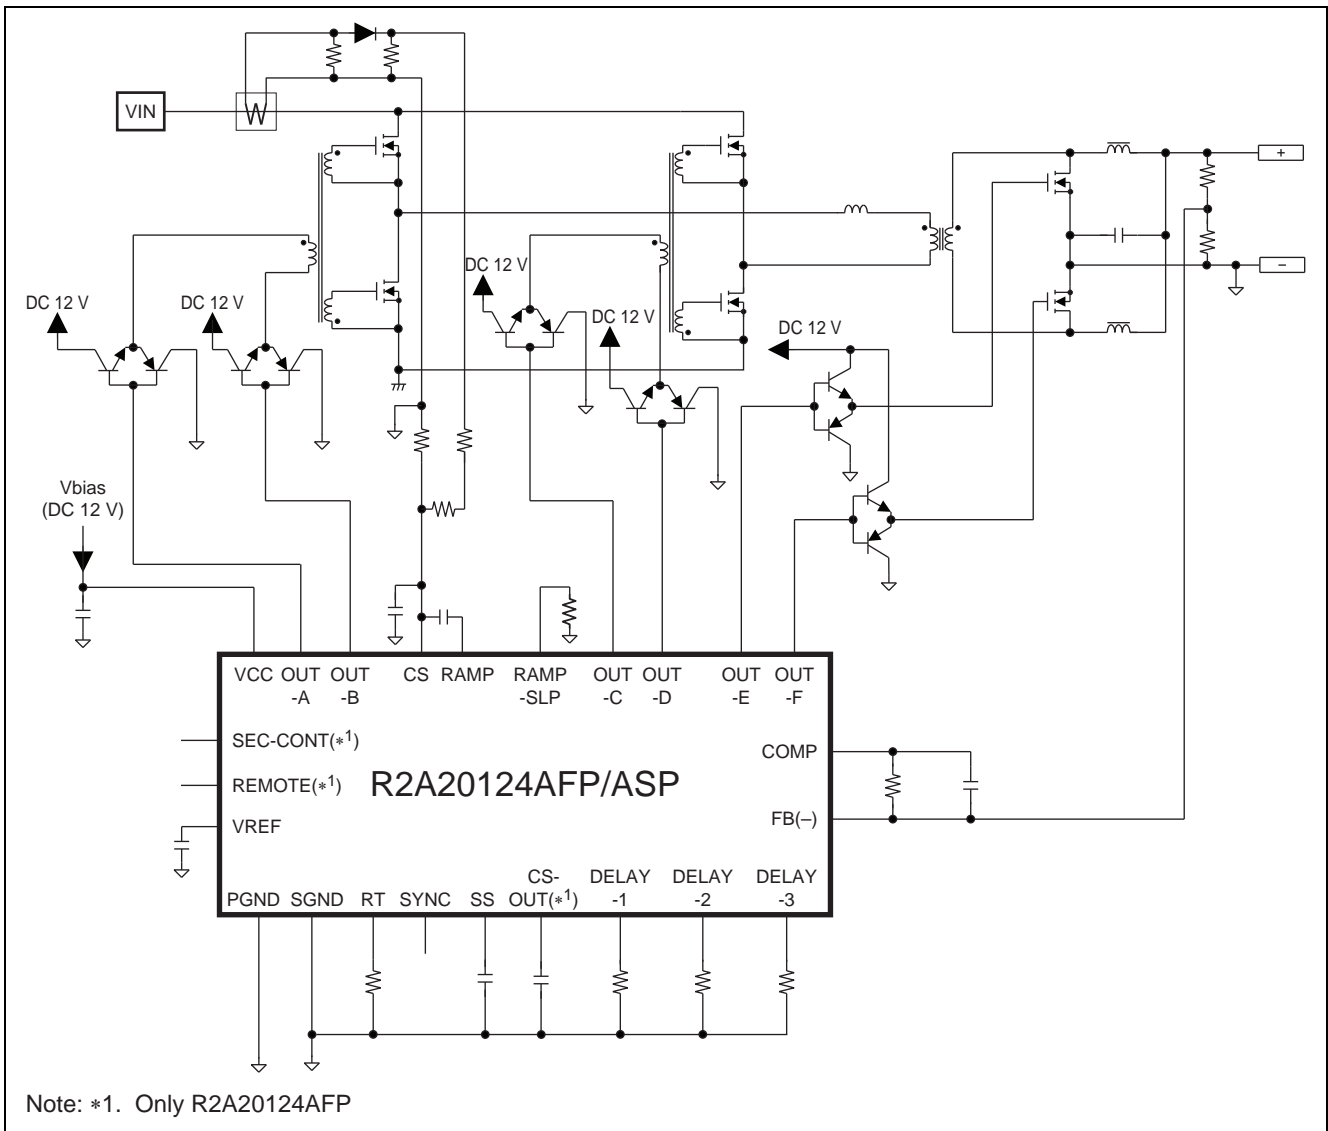 VIN
+
−
DC 12 V
DC 12 V
DC 12 V
DC 12 V
DC 12 V
Vbias
(DC 12 V)
VCC OUT -A OUT -B CS RAMP RAMP -SLP OUT -C OUT -D OUT -E OUT -F
SEC-CONT(*1)
COMP
REMOTE(*1)
R2A20124AFP/ASP
FB(–)
VREF
PGND SGND RT SYNC SS CS-OUT(*1) DELAY -1 DELAY -2 DELAY -3
Note: *1. Only R2A20124AFP